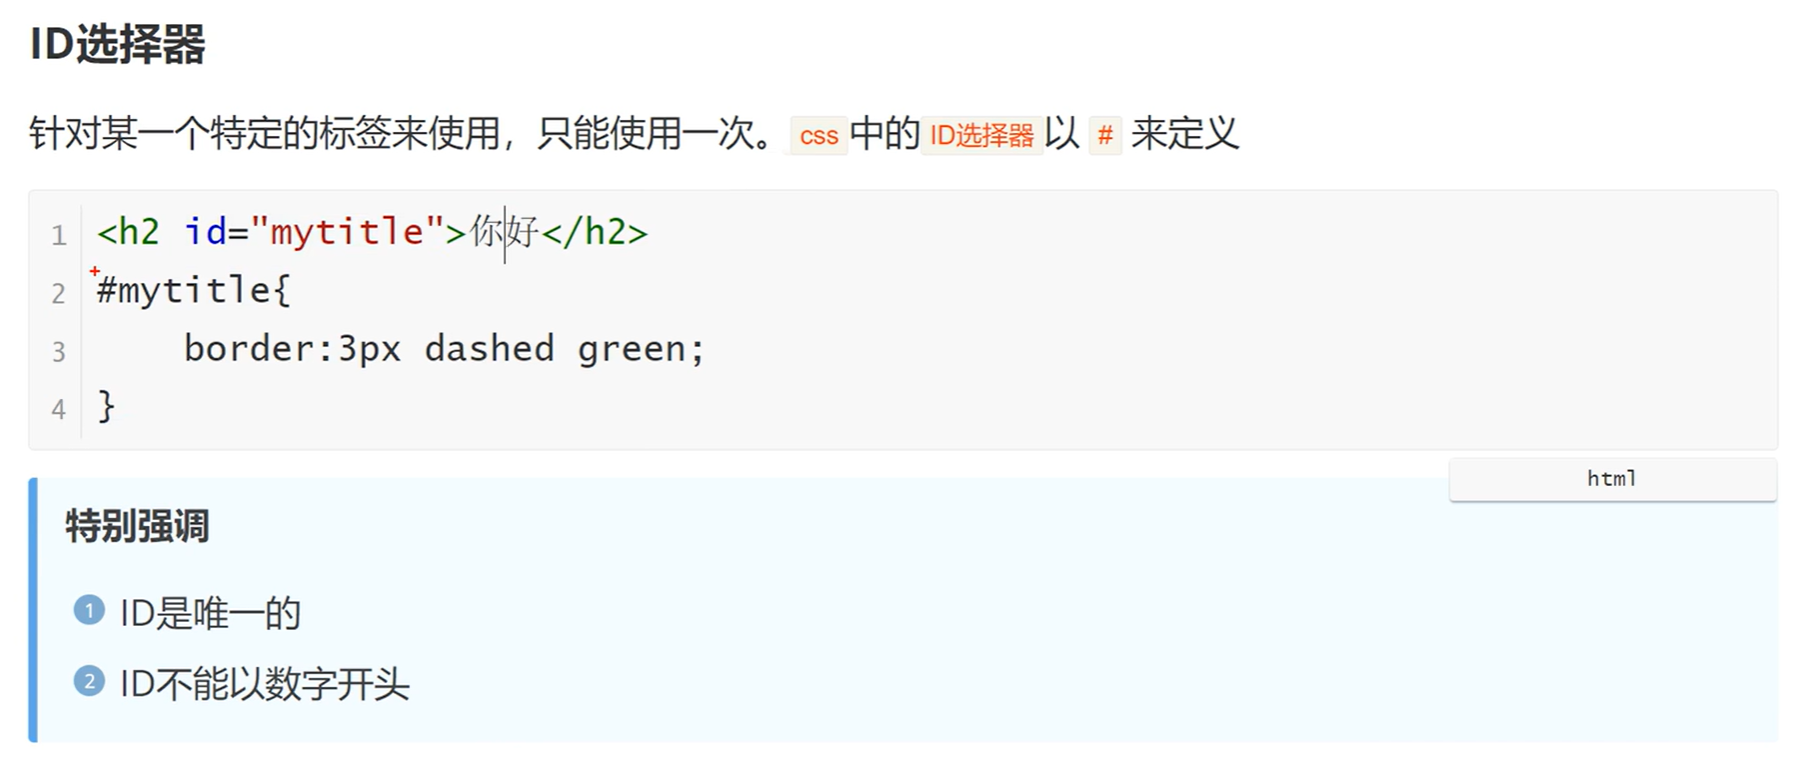 ID选择器
针对某一个特定的标签来使用，只能使用一次。css中的ID选择器以 # 来定义
1 <h2 id="mytitle">你好</h2>
2 #mytitle{
3     border:3px dashed green;
4 }
html
特别强调
1 ID是唯一的
2 ID不能以数字开头